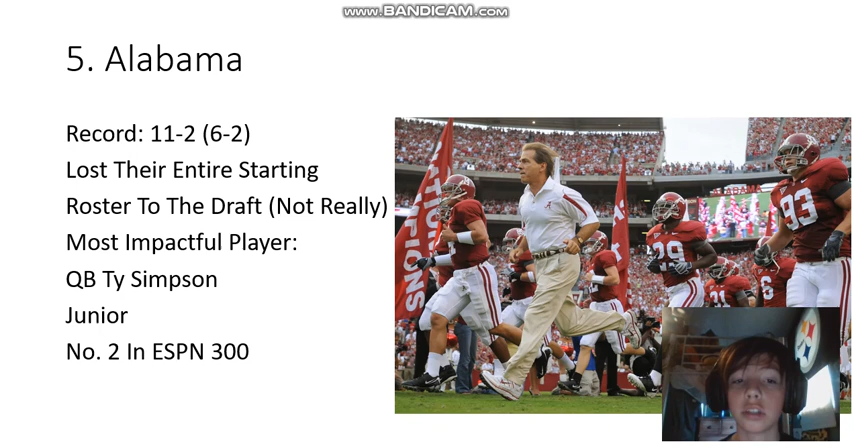 www.BANDICAM.com
5. Alabama
Record: 11-2 (6-2)
Lost Their Entire Starting
Roster To The Draft (Not Really)
Most Impactful Player:
QB Ty Simpson
Junior
No. 2 In ESPN 300
93
29